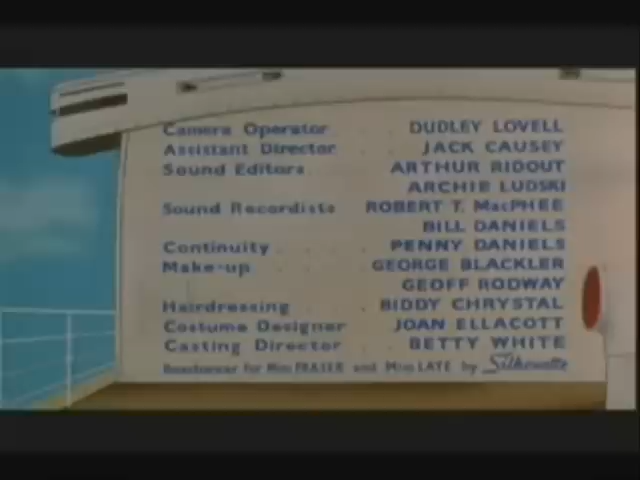 Camera Operator . . DUDLEY LOVELL
Assistant Director . JACK CAUSEY
Sound Editors . . ARTHUR RIDOUT
ARCHIE LUDSKI
Sound Recordists ROBERT T. MacPHEE
BILL DANIELS
Continuity . . . . PENNY DANIELS
Make-up . . . GEORGE BLACKLER
GEOFF RODWAY
Hairdressing . . BIDDY CHRYSTAL
Costume Designer JOAN ELLACOTT
Casting Director . . BETTY WHITE
Beachwear for Miss FRASER and Miss LAYE by Silhouette